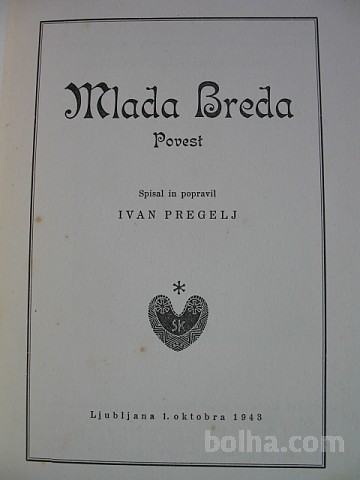 Mlada Breda
Povest
Spisal in popravil
IVAN PREGELJ
*
SK
Ljubljana 1. oktobra 1943
bolha.com